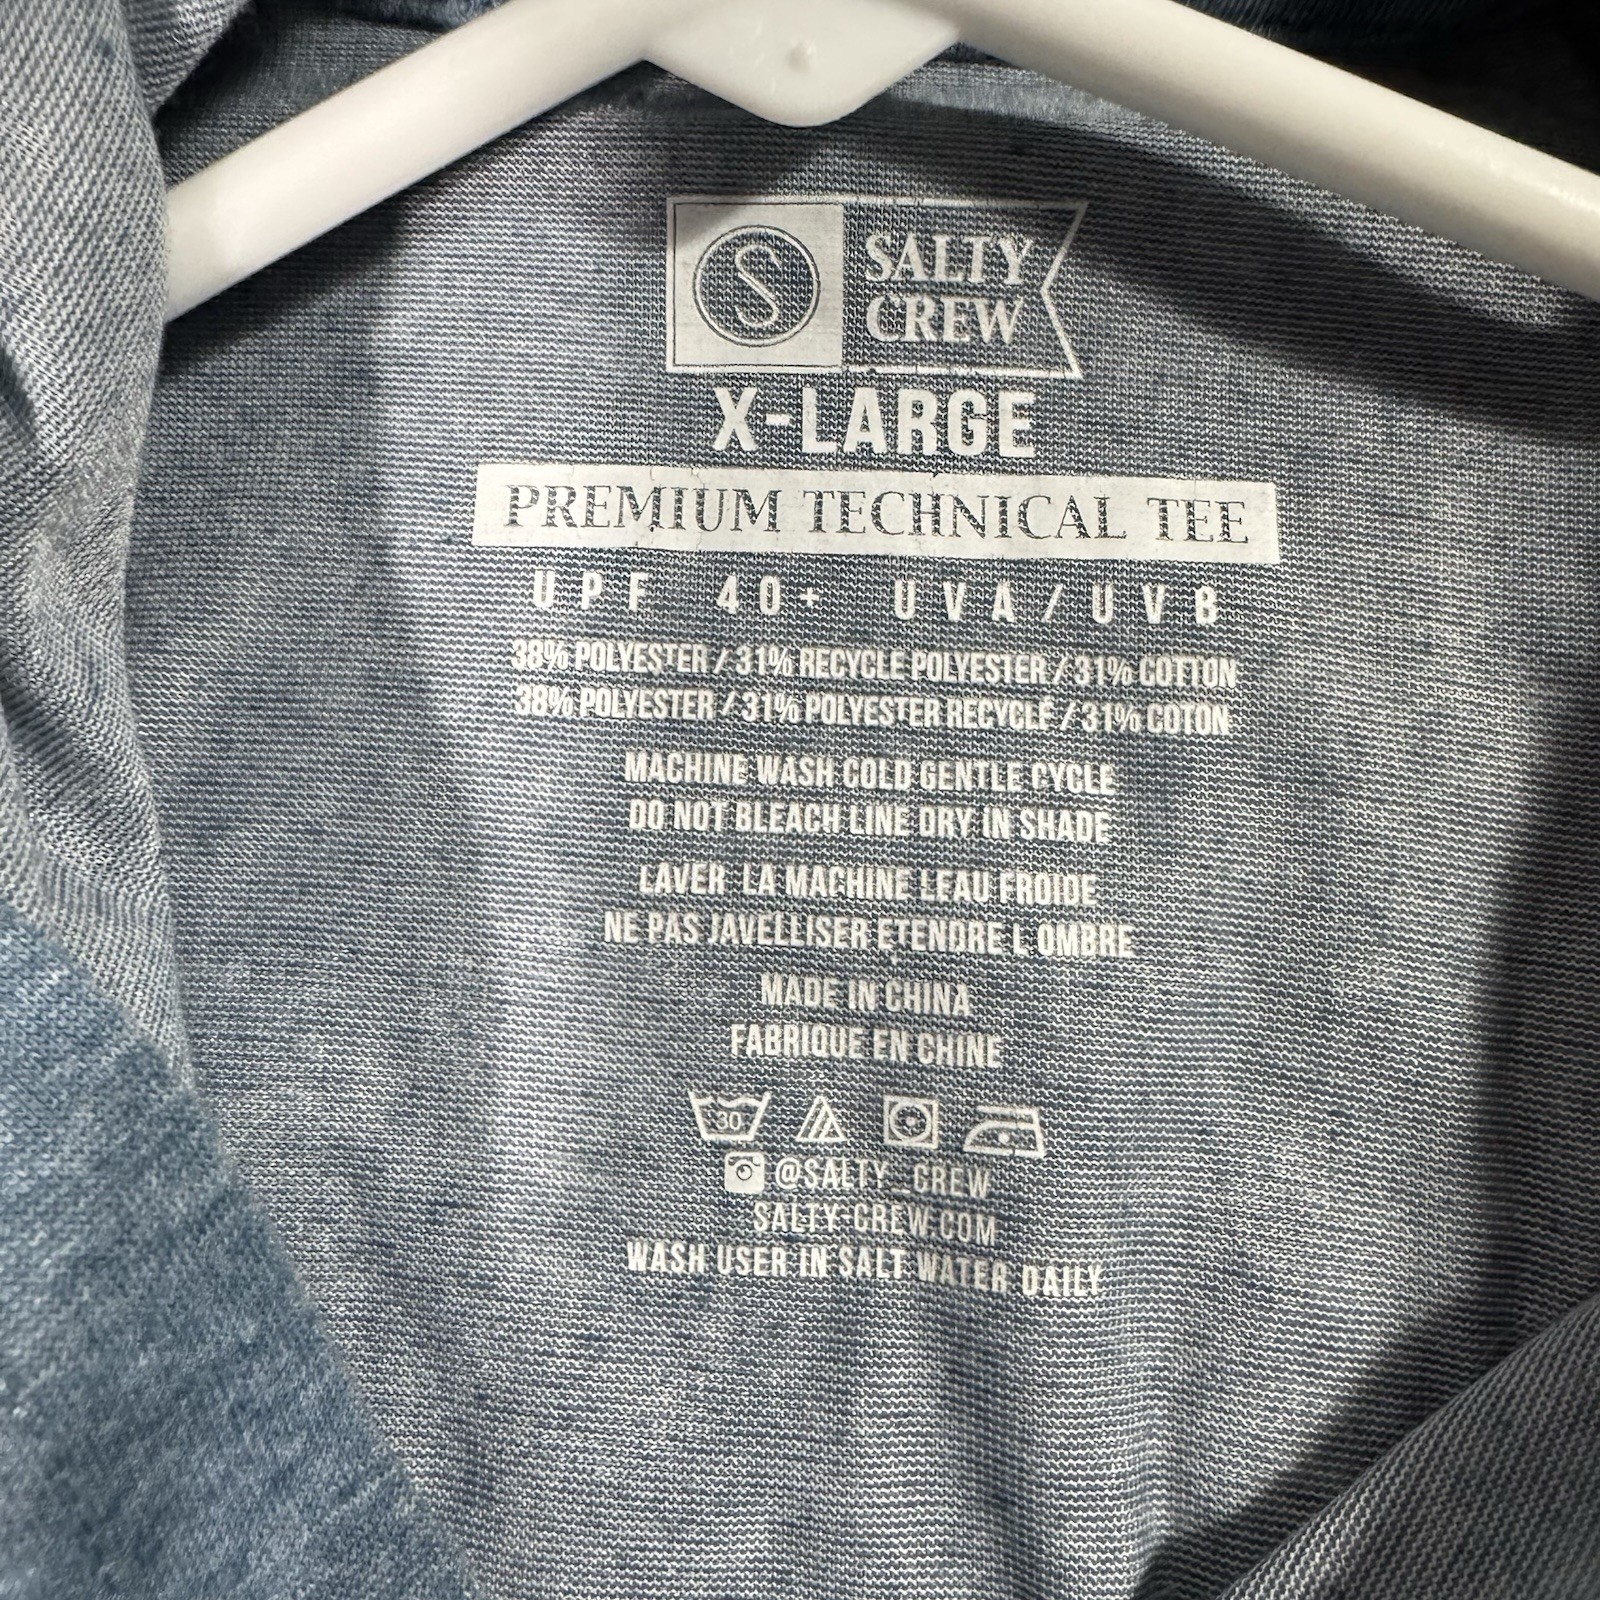 S
SALTY
CREW
X-LARGE
PREMIUM TECHNICAL TEE
UPF 40+ UVA/UVB
38% POLYESTER / 31% RECYCLE POLYESTER / 31% COTTON
38% POLYESTER / 31% POLYESTER RECYCLÉ / 31% COTON
MACHINE WASH COLD GENTLE CYCLE
DO NOT BLEACH LINE DRY IN SHADE
LAVER LA MACHINE LEAU FROIDE
NE PAS JAVELLISER ETENDRE L OMBRE
MADE IN CHINA
FABRIQUE EN CHINE
30
@SALTY_CREW
SALTY-CREW.COM
WASH USER IN SALT WATER DAILY